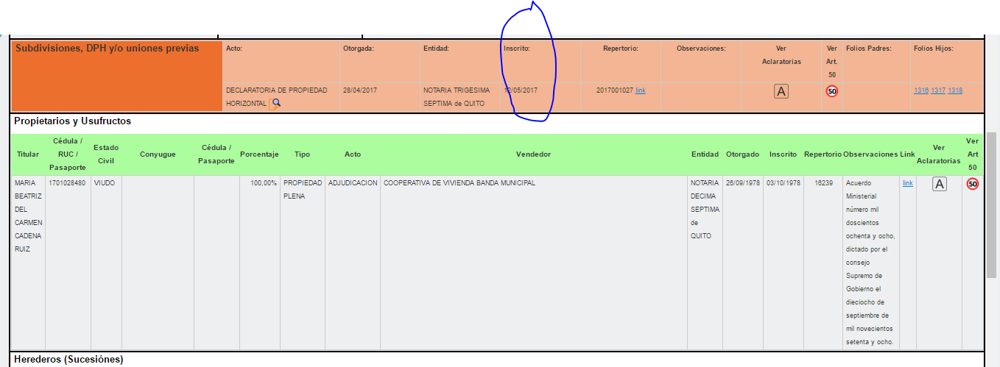 Subdivisiones, DPH y/o uniones previas
Acto: Otorgada: Entidad: Inscrito: Repertorio: Observaciones: Ver Aclaratorias Ver Art. 50 Folios Padres: Folios Hijos:
DECLARATORIA DE PROPIEDAD 28/04/2017 NOTARIA TRIGESIMA 12/05/2017 2017001027 link A 50 1316 1317 1318
HORIZONTAL SEPTIMA de QUITO
Propietarios y Usufructos
Titular Cédula / RUC / Pasaporte Estado Civil Conyugue Cédula / Pasaporte Porcentaje Tipo Acto Vendedor Entidad Otorgado Inscrito Repertorio Observaciones Link Ver Aclaratorias Ver Art 50
MARIA 1701028480 VIUDO 100,00% PROPIEDAD ADJUDICACION COOPERATIVA DE VIVIENDA BANDA MUNICIPAL NOTARIA 26/09/1978 03/10/1978 16239 Acuerdo link A 50
BEATRIZ PLENA DECIMA Ministerial
DEL SEPTIMA número mil
CARMEN de doscientos
CADENA QUITO ochenta y ocho,
RUIZ dictado por el
consejo
Supremo de
Gobierno el
dieciocho de
septiembre de
mil novecientos
setenta y ocho.
Herederos (Sucesiónes)